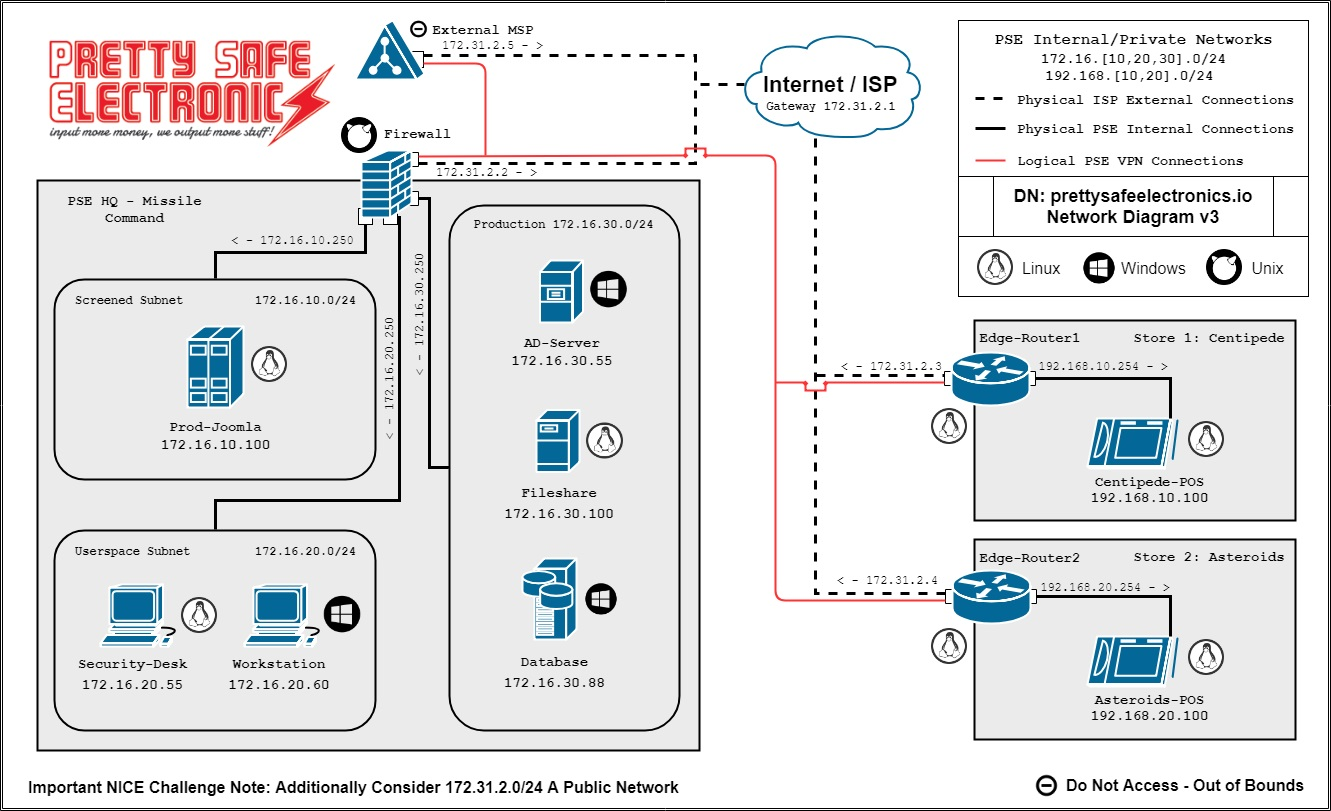 PRETTY SAFE
ELECTRONICS
input more money, we output more stuff!
External MSP
172.31.2.5 - >
Internet / ISP
Gateway 172.31.2.1
PSE Internal/Private Networks
172.16.[10,20,30].0/24
192.168.[10,20].0/24
Physical ISP External Connections
Physical PSE Internal Connections
Logical PSE VPN Connections
DN: prettysafeelectronics.io
Network Diagram v3
Linux
Windows
Unix
Firewall
172.31.2.2 - >
PSE HQ - Missile
Command
< - 172.16.10.250
< - 172.16.20.250
< - 172.16.30.250
Screened Subnet
172.16.10.0/24
Prod-Joomla
172.16.10.100
Userspace Subnet
172.16.20.0/24
Security-Desk
172.16.20.55
Workstation
172.16.20.60
Production 172.16.30.0/24
AD-Server
172.16.30.55
Fileshare
172.16.30.100
Database
172.16.30.88
Edge-Router1
Store 1: Centipede
< - 172.31.2.3
192.168.10.254 - >
Centipede-POS
192.168.10.100
Edge-Router2
Store 2: Asteroids
< - 172.31.2.4
192.168.20.254 - >
Asteroids-POS
192.168.20.100
Important NICE Challenge Note: Additionally Consider 172.31.2.0/24 A Public Network
Do Not Access - Out of Bounds